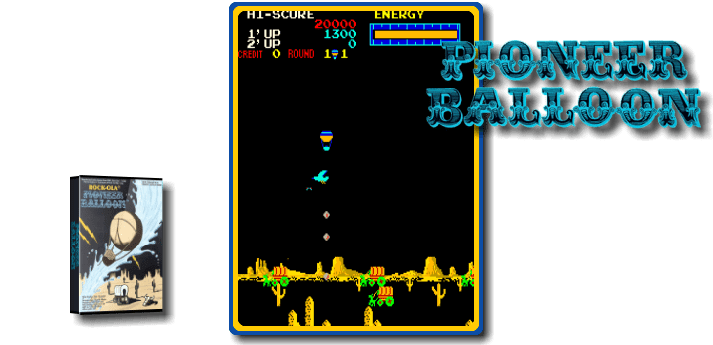 HI-SCORE ENERGY
20000
1'UP 1300
2'UP 0
CREDIT 0 ROUND 1 1
PIONEER
BALLOON
ROCK-OLA
PIONEER
BALLOON